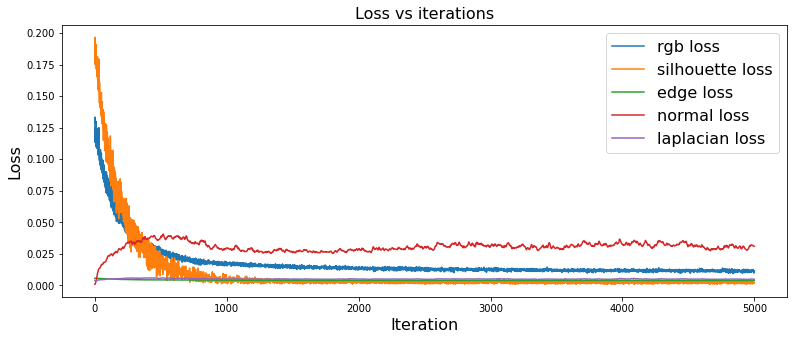 Loss vs iterations
Loss
0.200
0.175
0.150
0.125
0.100
0.075
0.050
0.025
0.000
rgb loss
silhouette loss
edge loss
normal loss
laplacian loss
0
1000
2000
3000
4000
5000
Iteration